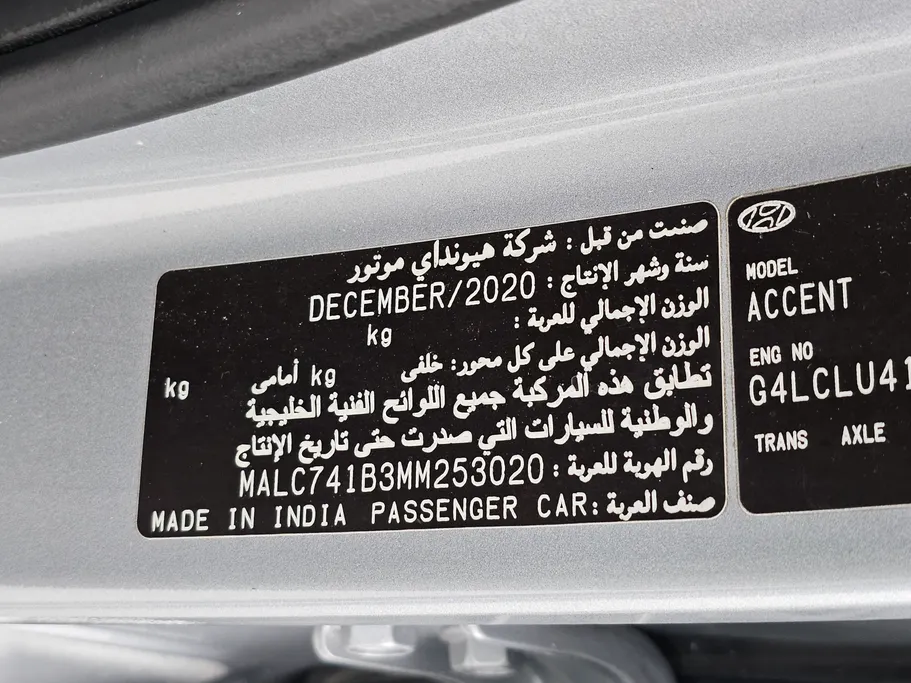 صنعت من قبل : شركة هيونداي موتور
سنة وشهر الإنتاج : DECEMBER/2020
الوزن الإجمالي للعربة : kg
الوزن الإجمالي على كل محور: خلفى kg أمامى kg
تطابق هذه المركبة جميع اللوائح الفنية الخليجية
والوطنية للسيارات التي صدرت حتى تاريخ الإنتاج
رقم الهوية للعربة : MALC741B3MM253020
صنف العربة : PASSENGER CAR MADE IN INDIA
MODEL
ACCENT
ENG NO
G4LCLU41
TRANS AXLE